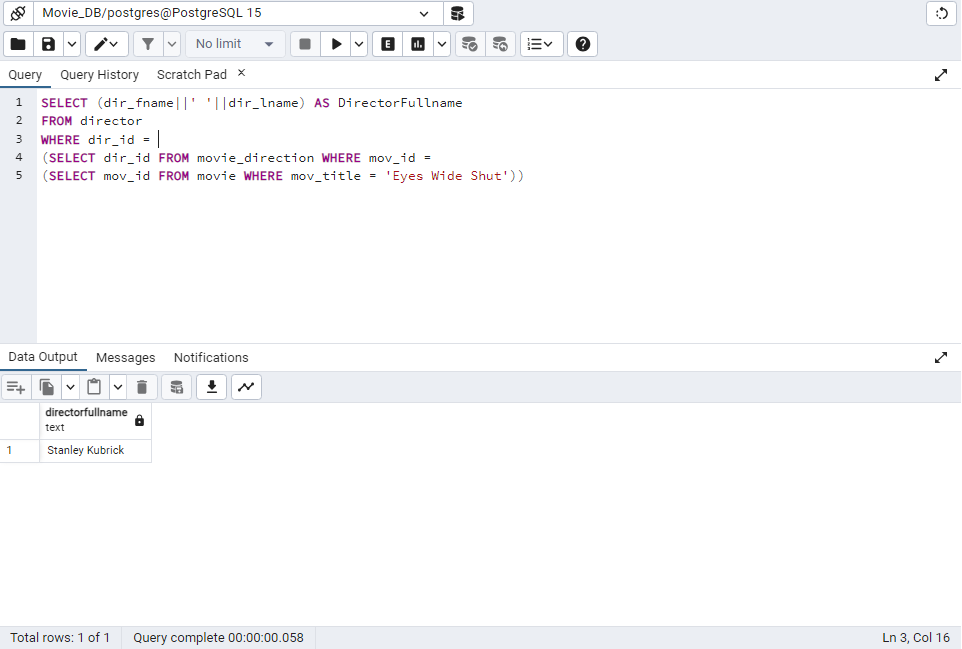 Movie_DB/postgres@PostgreSQL 15
No limit
E
Query Query History Scratch Pad ×
1 SELECT (dir_fname||' '||dir_lname) AS DirectorFullname
2 FROM director
3 WHERE dir_id =
4 (SELECT dir_id FROM movie_direction WHERE mov_id =
5 (SELECT mov_id FROM movie WHERE mov_title = 'Eyes Wide Shut'))
Data Output Messages Notifications
directorfullname
text
1 Stanley Kubrick
Total rows: 1 of 1 Query complete 00:00:00.058 Ln 3, Col 16